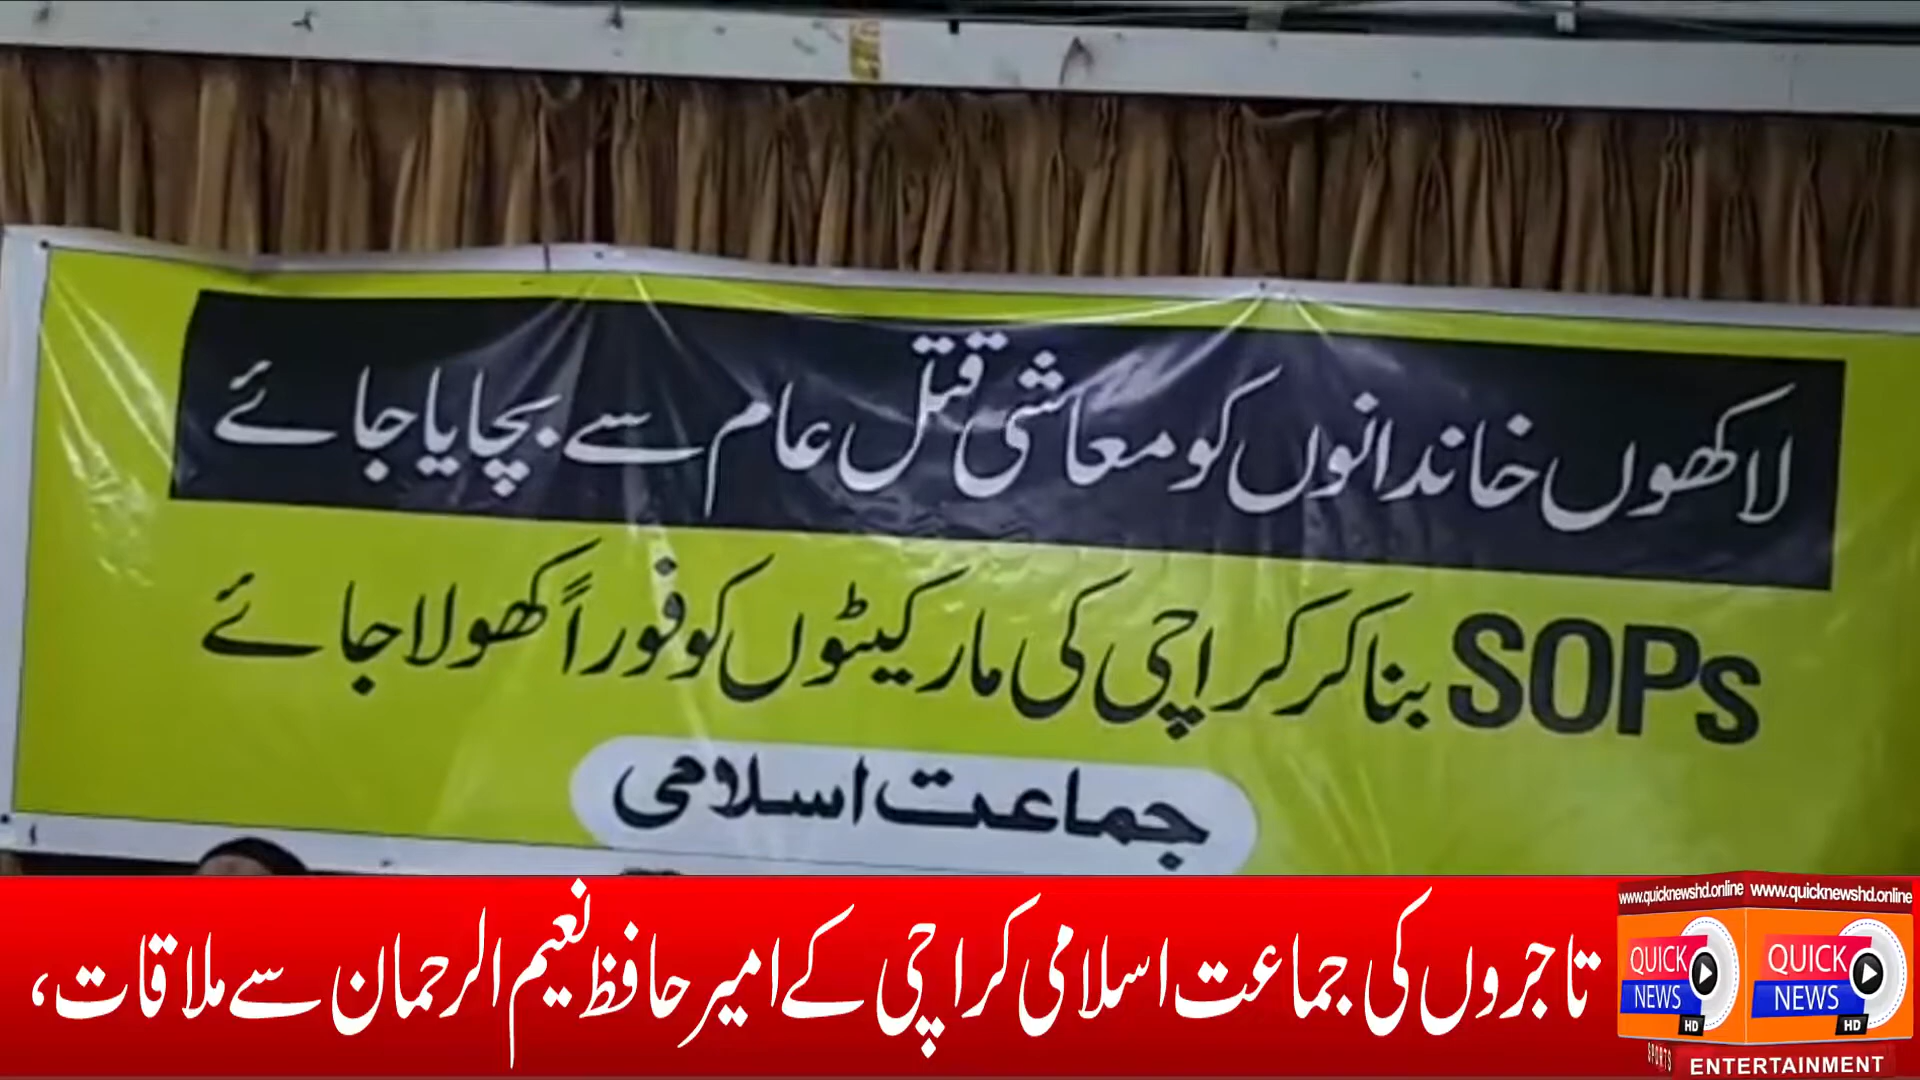 لاکھوں خاندانوں کو معاشی قتل عام سے بچایا جائے
SOPs بنا کر کراچی کی مارکیٹوں کو فوراً کھولا جائے
جماعت اسلامی
تاجروں کی جماعت اسلامی کراچی کے امیر حافظ نعیم الرحمان سے ملاقات،
www.quicknewshd.online www.quicknewshd.online
QUICK NEWS HD
QUICK NEWS HD
SPORTS ENTERTAINMENT